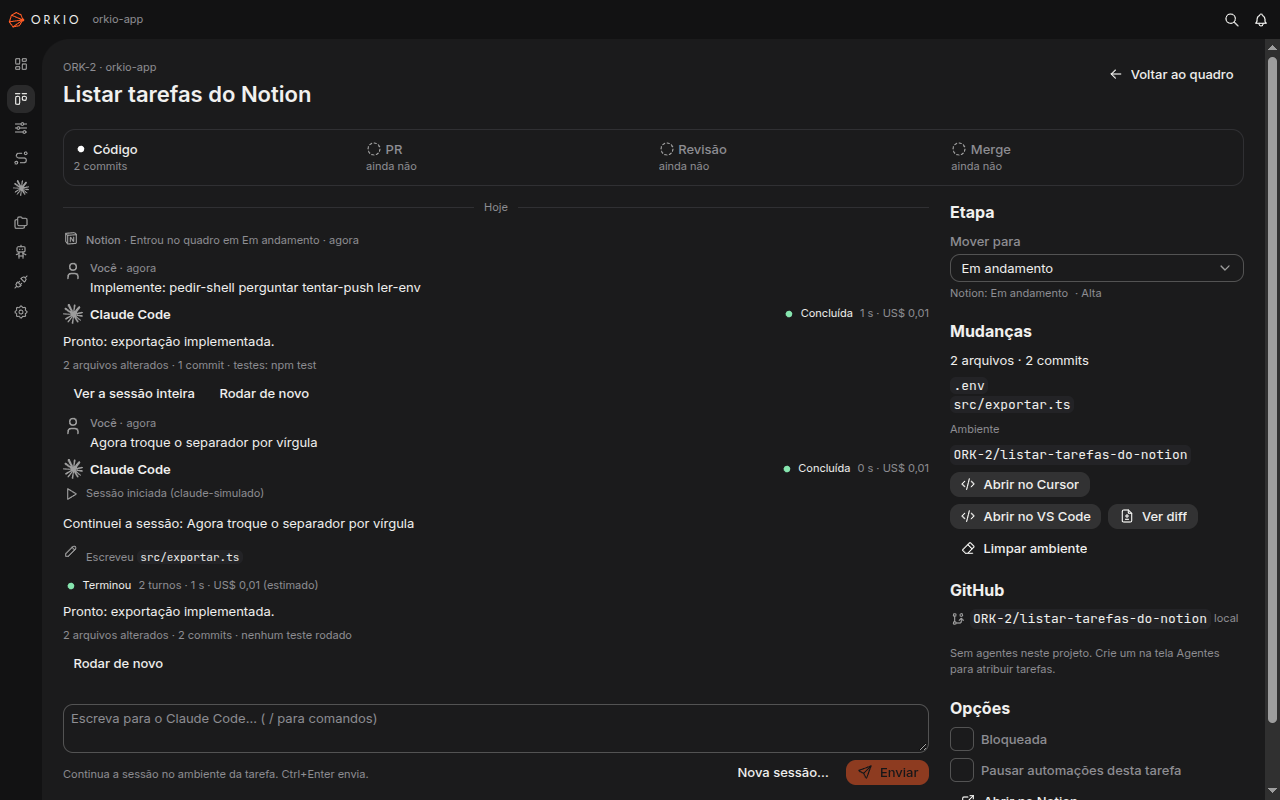 ORKIO orkio-app
ORK-2 · orkio-app
Listar tarefas do Notion
Voltar ao quadro
Código
2 commits
PR
ainda não
Revisão
ainda não
Merge
ainda não
Hoje
Notion · Entrou no quadro em Em andamento · agora
Você · agora
Implemente: pedir-shell perguntar tentar-push ler-env
Claude Code
Concluída 1 s · US$ 0,01
Pronto: exportação implementada.
2 arquivos alterados · 1 commit · testes: npm test
Ver a sessão inteira Rodar de novo
Você · agora
Agora troque o separador por vírgula
Claude Code
Concluída 0 s · US$ 0,01
Sessão iniciada (claude-simulado)
Continuei a sessão: Agora troque o separador por vírgula
Escreveu src/exportar.ts
Terminou 2 turnos · 1 s · US$ 0,01 (estimado)
Pronto: exportação implementada.
2 arquivos alterados · 2 commits · nenhum teste rodado
Rodar de novo
Escreva para o Claude Code... ( / para comandos)
Continua a sessão no ambiente da tarefa. Ctrl+Enter envia.
Nova sessão... Enviar
Etapa
Mover para
Em andamento
Notion: Em andamento · Alta
Mudanças
2 arquivos · 2 commits
.env
src/exportar.ts
Ambiente
ORK-2/listar-tarefas-do-notion
Abrir no Cursor
Abrir no VS Code Ver diff
Limpar ambiente
GitHub
ORK-2/listar-tarefas-do-notion local
Sem agentes neste projeto. Crie um na tela Agentes
para atribuir tarefas.
Opções
Bloqueada
Pausar automações desta tarefa
Abrir no Notion